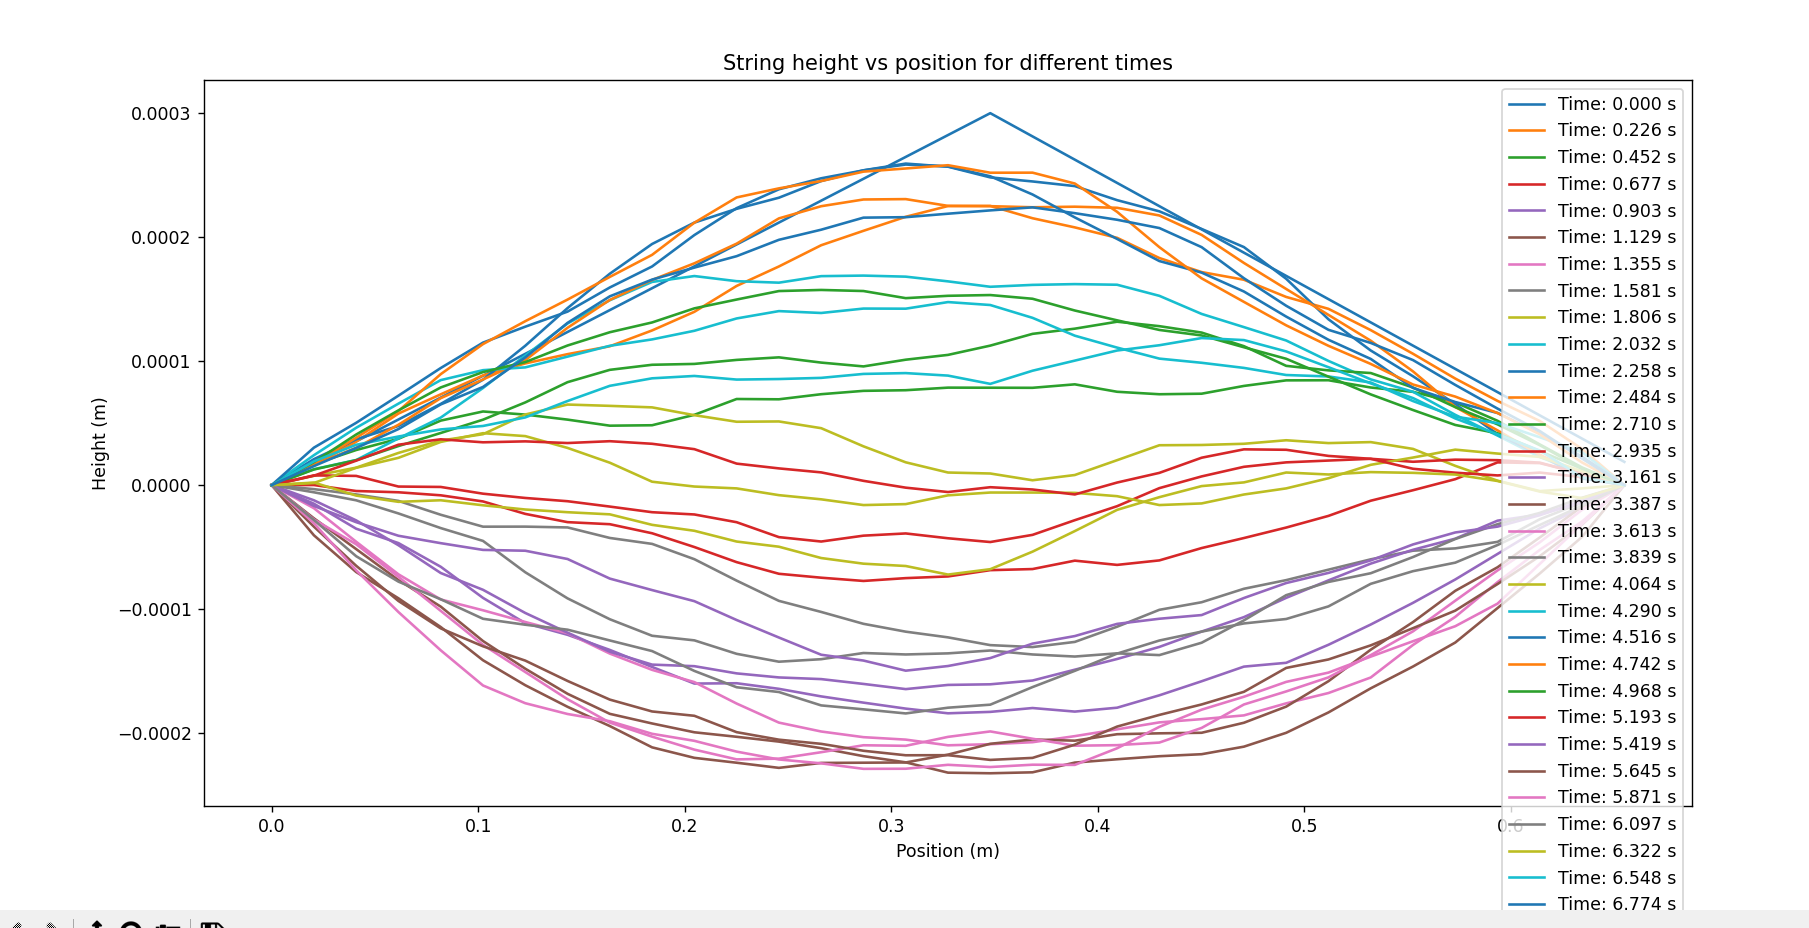 String height vs position for different times
Height (m)
0.0003
0.0002
0.0001
0.0000
−0.0001
−0.0002
0.0
0.1
0.2
0.3
0.4
0.5
0.6
Position (m)
Time: 0.000 s
Time: 0.226 s
Time: 0.452 s
Time: 0.677 s
Time: 0.903 s
Time: 1.129 s
Time: 1.355 s
Time: 1.581 s
Time: 1.806 s
Time: 2.032 s
Time: 2.258 s
Time: 2.484 s
Time: 2.710 s
Time: 2.935 s
Time: 3.161 s
Time: 3.387 s
Time: 3.613 s
Time: 3.839 s
Time: 4.064 s
Time: 4.290 s
Time: 4.516 s
Time: 4.742 s
Time: 4.968 s
Time: 5.193 s
Time: 5.419 s
Time: 5.645 s
Time: 5.871 s
Time: 6.097 s
Time: 6.322 s
Time: 6.548 s
Time: 6.774 s